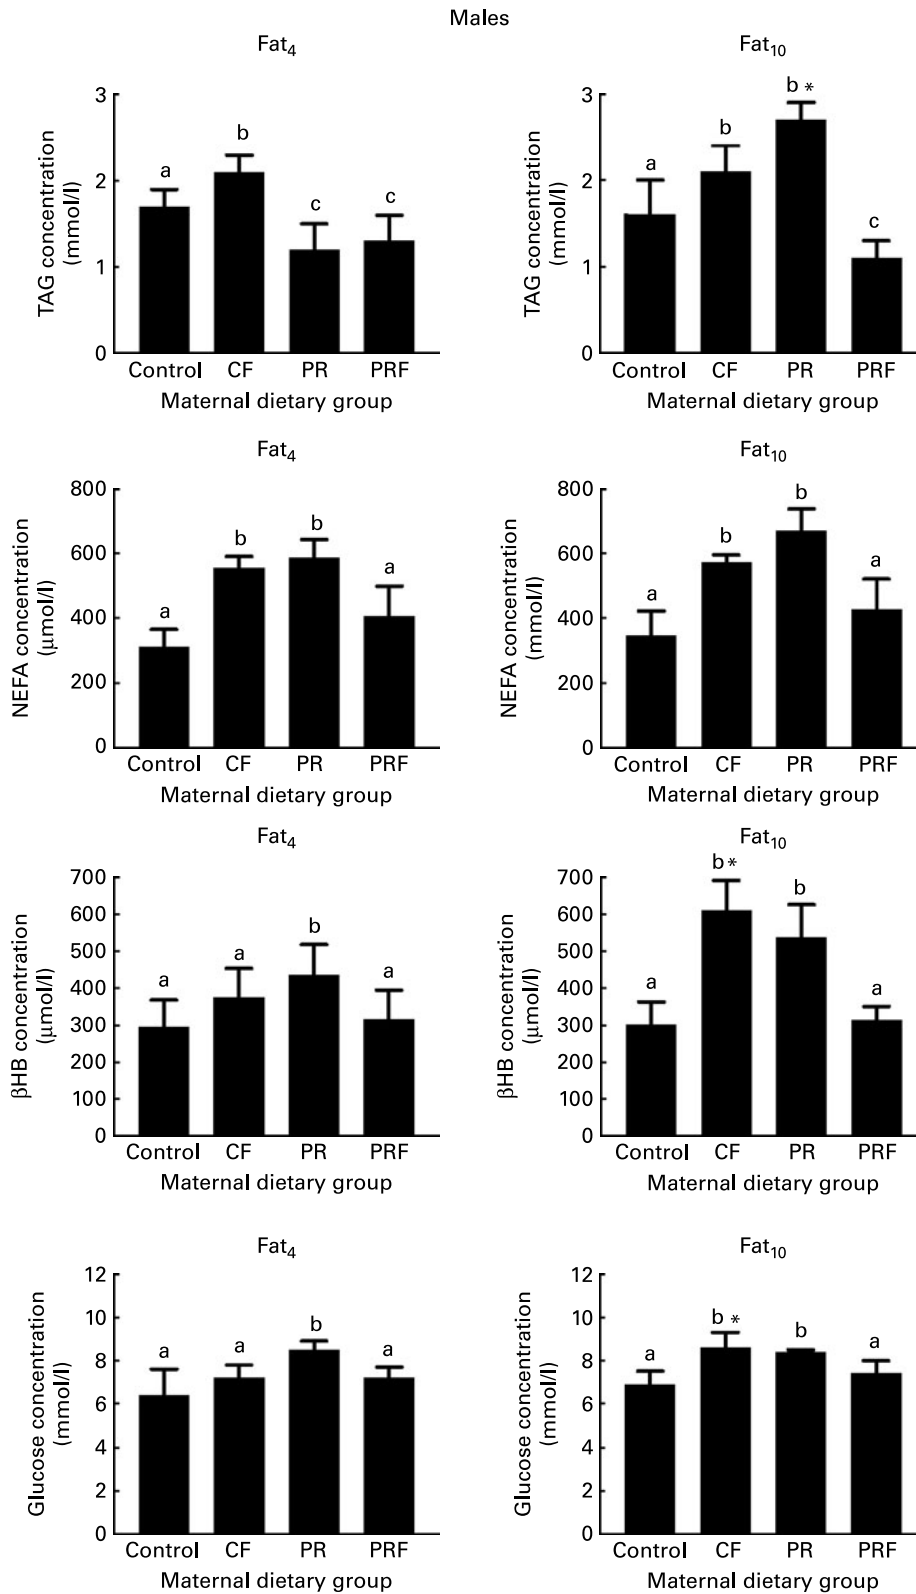 Males
Fat4
TAG concentration
(mmol/l)
3
2
1
0
a
b
c
c
Control CF PR PRF
Maternal dietary group
Fat10
TAG concentration
(mmol/l)
3
2
1
0
a
b
b *
c
Control CF PR PRF
Maternal dietary group
Fat4
NEFA concentration
(μmol/l)
800
600
400
200
0
a
b
b
a
Control CF PR PRF
Maternal dietary group
Fat10
NEFA concentration
(mmol/l)
800
600
400
200
0
a
b
b
a
Control CF PR PRF
Maternal dietary group
Fat4
βHB concentration
(μmol/l)
700
600
500
400
300
200
100
0
a
a
b
a
Control CF PR PRF
Maternal dietary group
Fat10
βHB concentration
(μmol/l)
700
600
500
400
300
200
100
0
a
b *
b
a
Control CF PR PRF
Maternal dietary group
Fat4
Glucose concentration
(mmol/l)
12
10
8
6
4
2
0
a
a
b
a
Control CF PR PRF
Maternal dietary group
Fat10
Glucose concentration
(mmol/l)
12
10
8
6
4
2
0
a
b *
b
a
Control CF PR PRF
Maternal dietary group